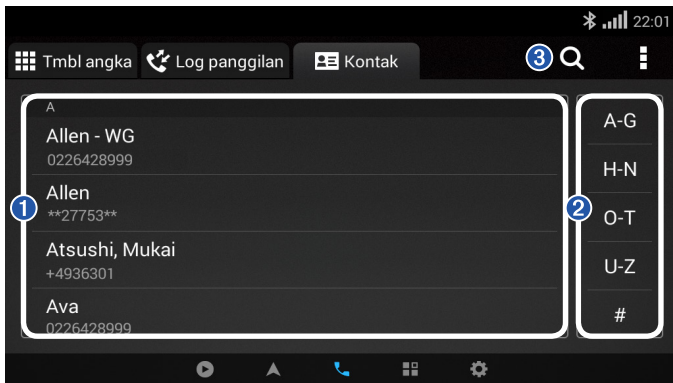 22:01
Tmbl angka Log panggilan Kontak 3
A
Allen - WG
0226428999
Allen
**27753**
1
Atsushi, Mukai
+4936301
Ava
0226428999
A-G
H-N
2 O-T
U-Z
#